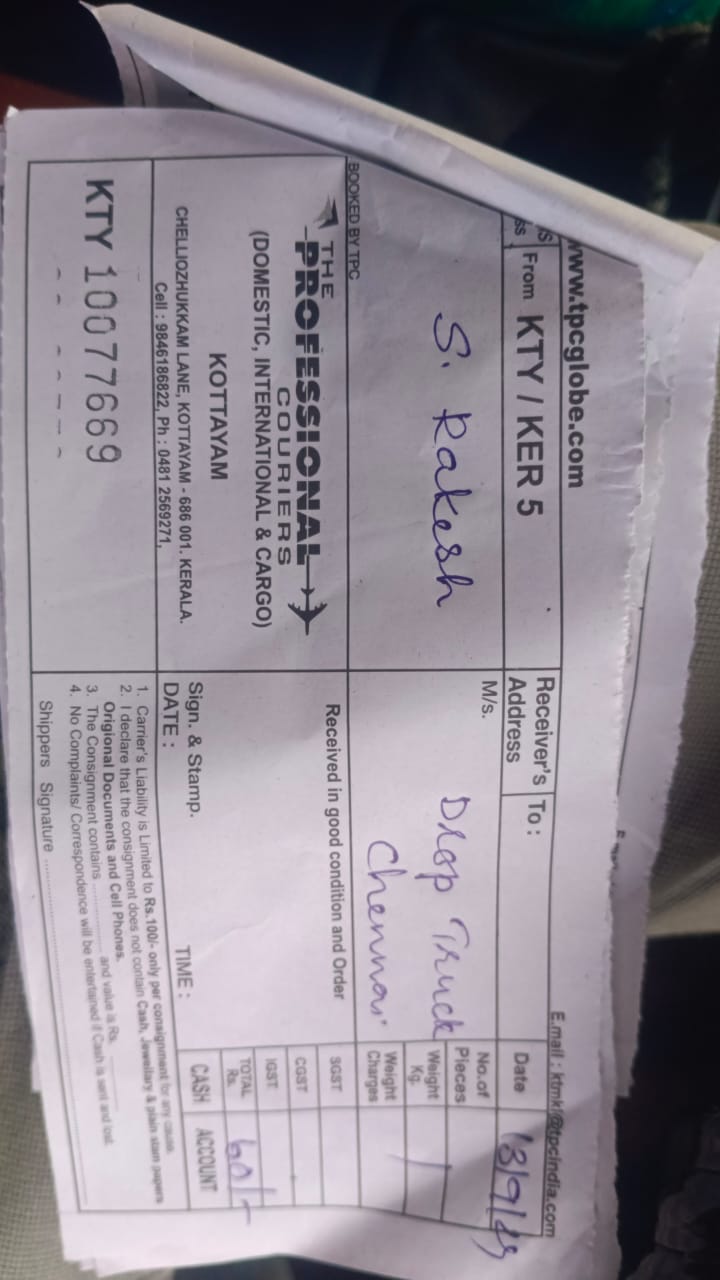 www.tpcglobe.com
E.mail : ktmki@tpcindia.com
From KTY / KER 5
Receiver's Address
To :
Date 13/9/25
S. Rakesh
M/s.
Drop Truck
Chennai
No.of Pieces
Weight Kg.
Weight Charges
BOOKED BY TPC
THE
PROFESSIONAL
COURIERS
(DOMESTIC, INTERNATIONAL & CARGO)
KOTTAYAM
CHELLIOZHUKKAM LANE, KOTTAYAM - 686 001. KERALA.
Cell : 9846186822, Ph : 0481 2569271,
Received in good condition and Order
Sign. & Stamp.
DATE :
TIME :
SGST
CGST
IGST
TOTAL Rs. 60/-
CASH ACCOUNT
KTY 10077669
1. Carrier's Liability is Limited to Rs.100/- only per consignment for any cause.
2. I declare that the consignment does not contain Cash, Jewellary & plain stam papers
Origional Documents and Cell Phones.
3. The Consignment contains .................. and value is Rs. ..................
4. No Complaints/ Correspondence will be entertained if Cash is sent and lost.
Shippers Signature ..................